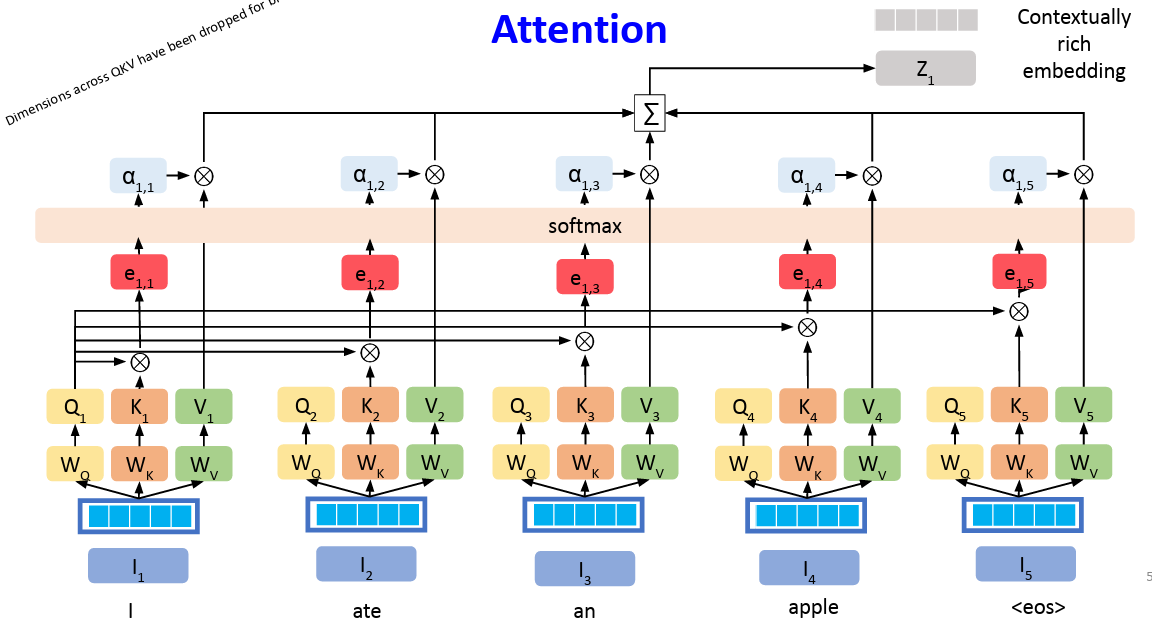 Dimensions across QKV have been dropped for
Attention
Contextually
rich
embedding
Z1
∑
α1,1 α1,2 α1,3 α1,4 α1,5
softmax
e1,1 e1,2 e1,3 e1,4 e1,5
Q1 K1 V1 Q2 K2 V2 Q3 K3 V3 Q4 K4 V4 Q5 K5 V5
WQ WK WV WQ WK WV WQ WK WV WQ WK WV WQ WK WV
I1 I2 I3 I4 I5
I ate an apple <eos>
5